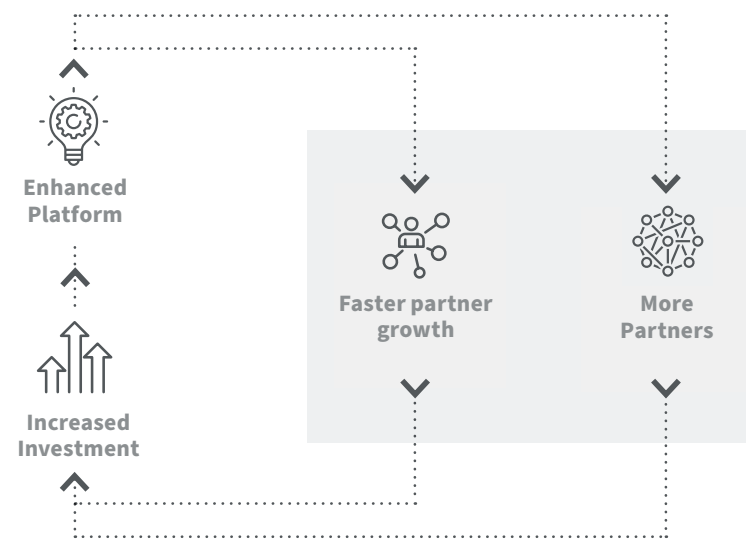 Enhanced
Platform
Faster partner
growth
More
Partners
Increased
Investment